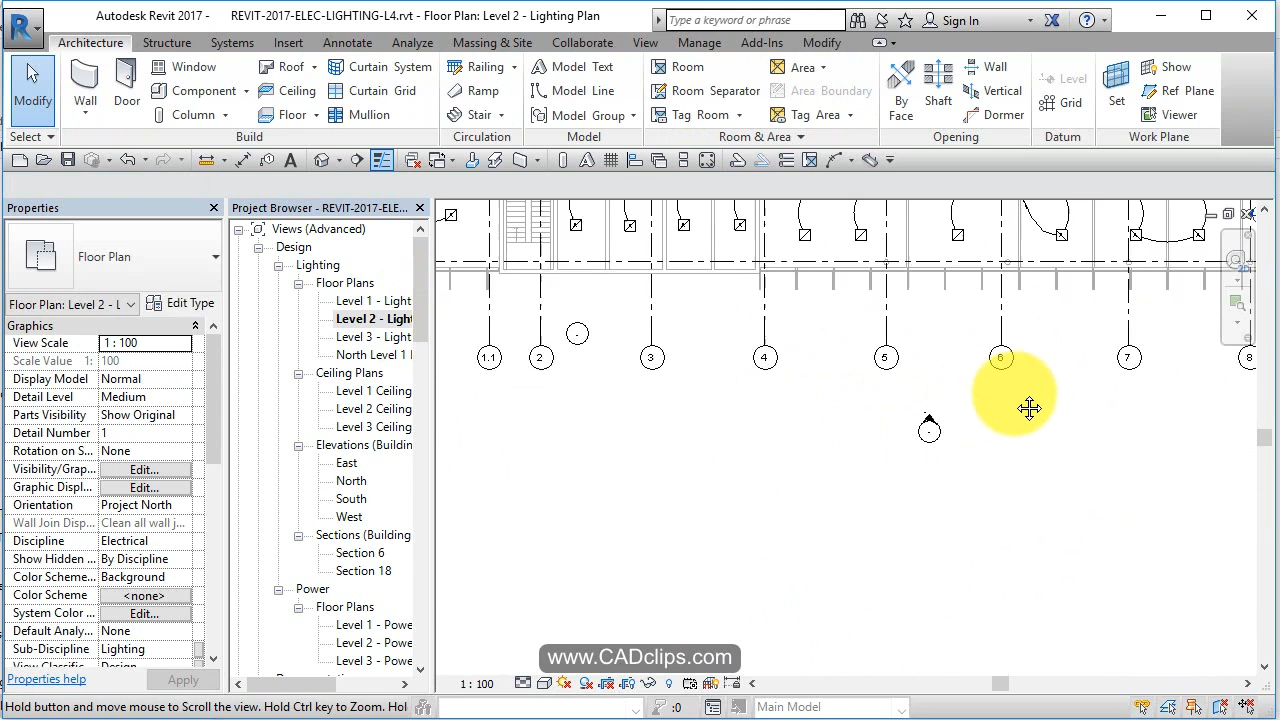 Autodesk Revit 2017 - REVIT-2017-ELEC-LIGHTING-L4.rvt - Floor Plan: Level 2 - Lighting Plan
Type a keyword or phrase
Sign In
Architecture Structure Systems Insert Annotate Analyze Massing & Site Collaborate View Manage Add-Ins Modify
Modify
Wall
Door
Window
Component
Column
Roof
Ceiling
Floor
Curtain System
Curtain Grid
Mullion
Railing
Ramp
Stair
Model Text
Model Line
Model Group
Room
Room Separator
Tag Room
Area
Area Boundary
Tag Area
By Face
Shaft
Wall
Vertical
Dormer
Level
Grid
Set
Show
Ref Plane
Viewer
Select Build Circulation Model Room & Area Opening Datum Work Plane
Properties
Floor Plan
Floor Plan: Level 2 - L
Edit Type
Graphics
View Scale 1 : 100
Scale Value 1: 100
Display Model Normal
Detail Level Medium
Parts Visibility Show Original
Detail Number 1
Rotation on S... None
Visibility/Grap... Edit...
Graphic Displ... Edit...
Orientation Project North
Wall Join Disp... Clean all wall j...
Discipline Electrical
Show Hidden ... By Discipline
Color Scheme... Background
Color Scheme <none>
System Color ... Edit...
Default Analy... None
Sub-Discipline Lighting
View Classific... Design
Properties help
Apply
Project Browser - REVIT-2017-ELE...
Views (Advanced)
Design
Lighting
Floor Plans
Level 1 - Light
Level 2 - Light
Level 3 - Light
North Level 1
Ceiling Plans
Level 1 Ceiling
Level 2 Ceiling
Level 3 Ceiling
Elevations (Building
East
North
South
West
Sections (Building
Section 6
Section 18
Power
Floor Plans
Level 1 - Powe
Level 2 - Powe
Level 3 - Powe
1.1 2 3 4 5 6 7 8
www.CADclips.com
1 : 100
Hold button and move mouse to Scroll the view. Hold Ctrl key to Zoom. Hol
:0
Main Model